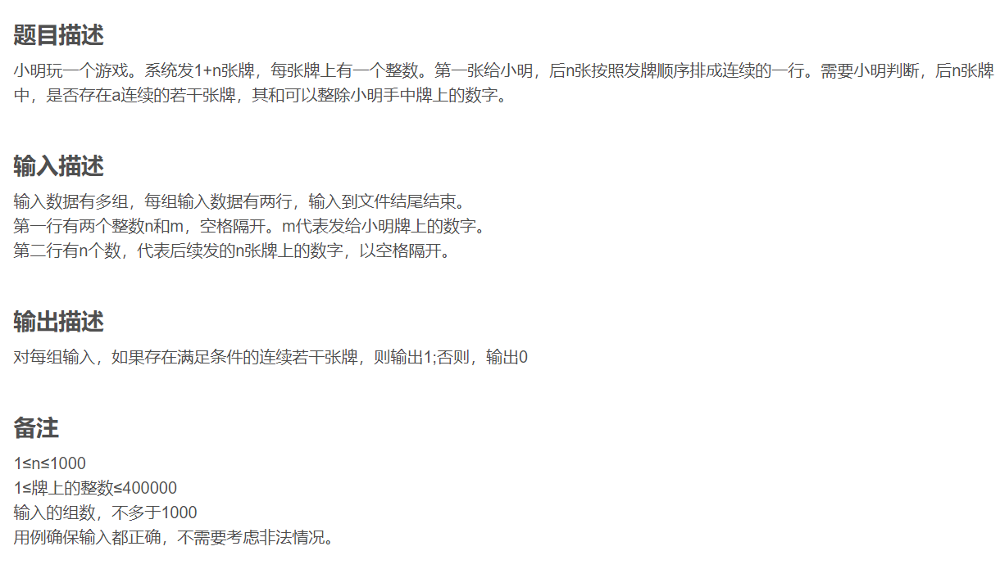 题目描述
小明玩一个游戏。系统发1+n张牌，每张牌上有一个整数。第一张给小明，后n张按照发牌顺序排成连续的一行。需要小明判断，后n张牌
中，是否存在a连续的若干张牌，其和可以整除小明手中牌上的数字。
输入描述
输入数据有多组，每组输入数据有两行，输入到文件结尾结束。
第一行有两个整数n和m，空格隔开。m代表发给小明牌上的数字。
第二行有n个数，代表后续发的n张牌上的数字，以空格隔开。
输出描述
对每组输入，如果存在满足条件的连续若干张牌，则输出1;否则，输出0
备注
1≤n≤1000
1≤牌上的整数≤400000
输入的组数，不多于1000
用例确保输入都正确，不需要考虑非法情况。